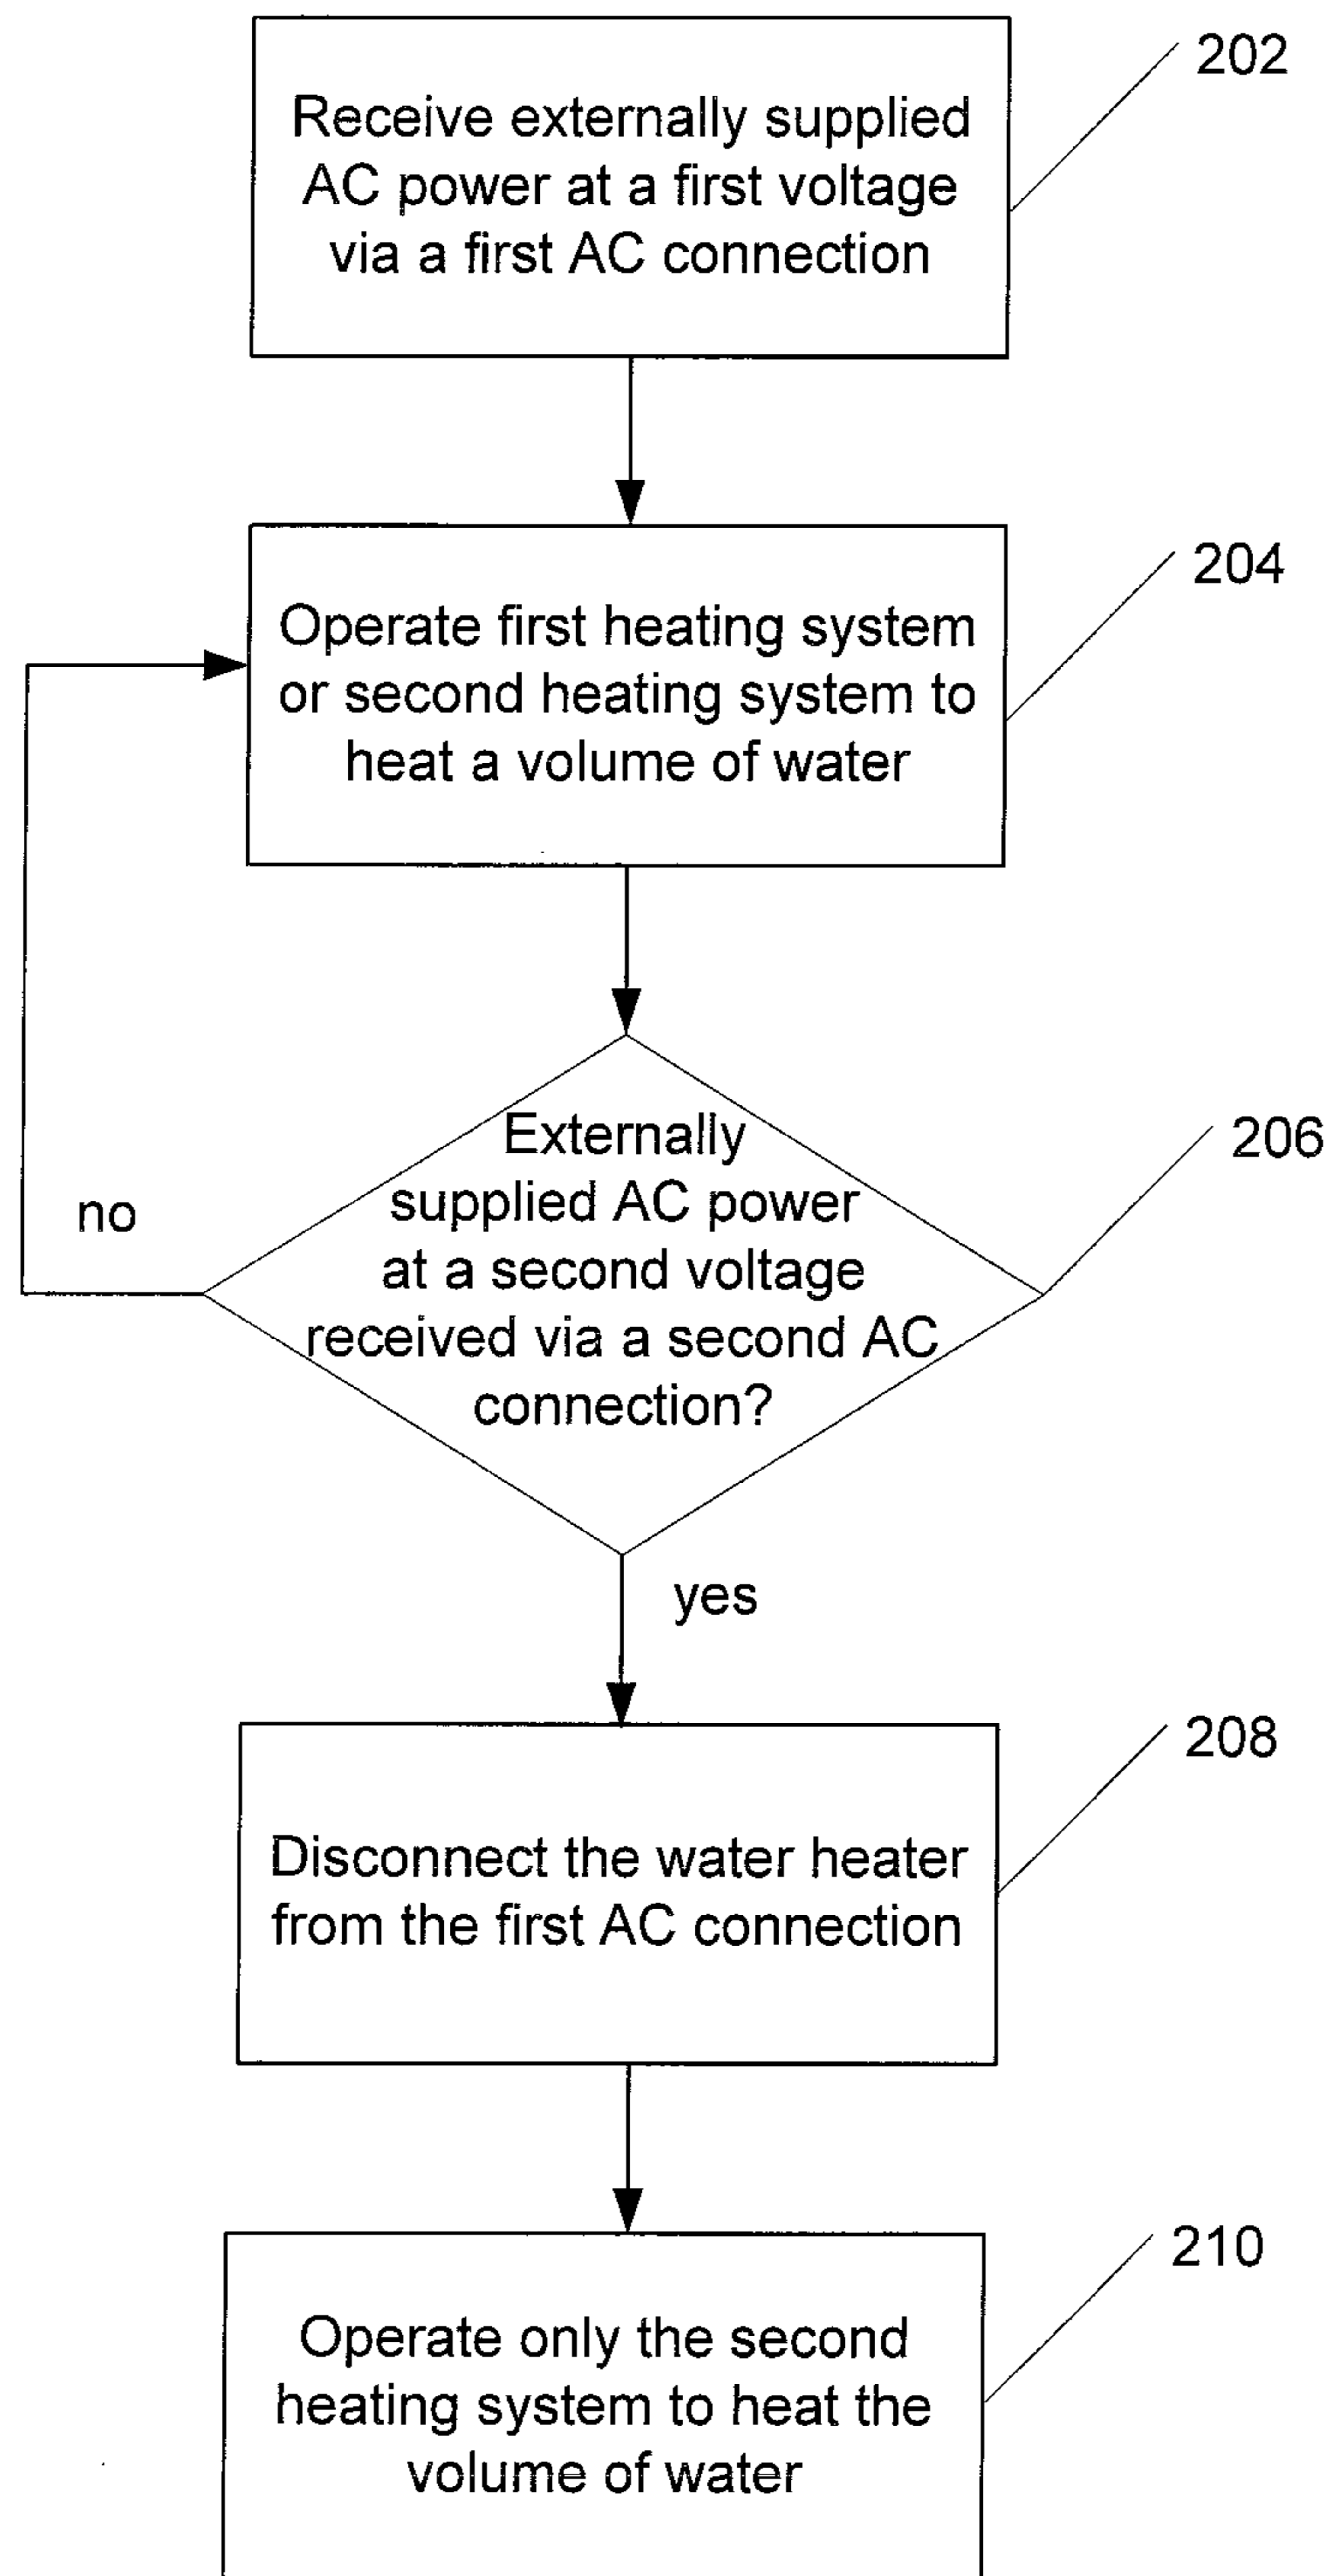 202
Receive externally supplied
AC power at a first voltage
via a first AC connection
204
Operate first heating system
or second heating system to
heat a volume of water
206
Externally
supplied AC power
at a second voltage
received via a second AC
connection?
no
yes
208
Disconnect the water heater
from the first AC connection
210
Operate only the second
heating system to heat the
volume of water